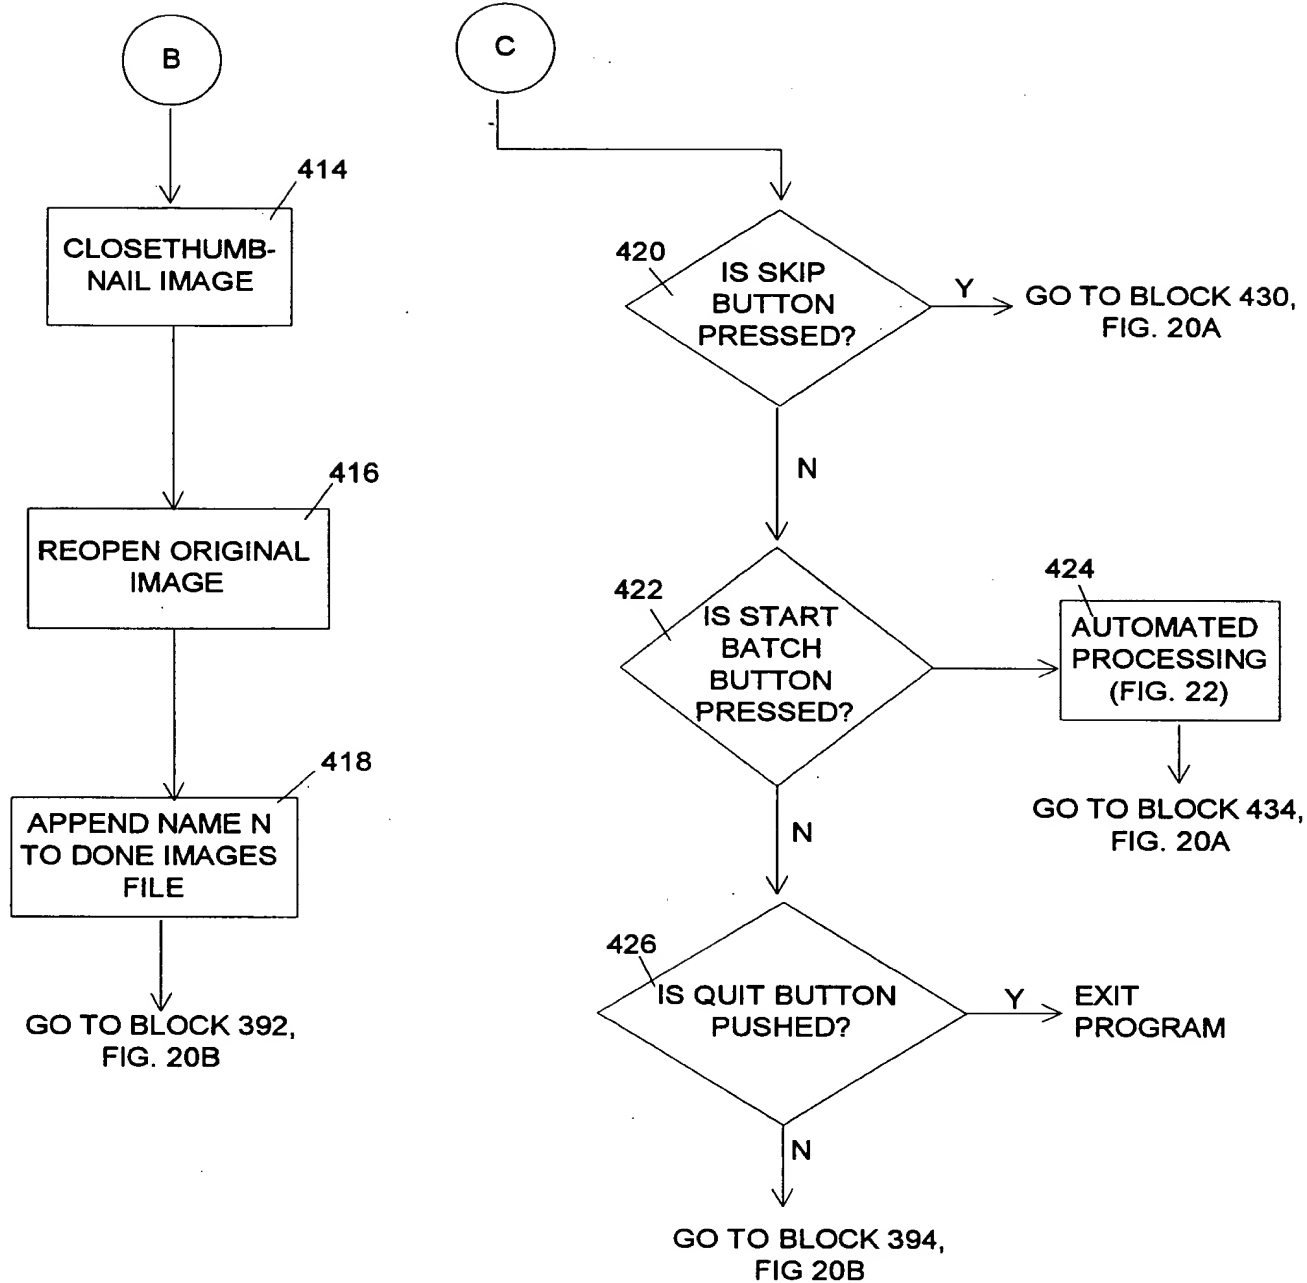 B
414
CLOSETHUMB-
NAIL IMAGE
416
REOPEN ORIGINAL
IMAGE
418
APPEND NAME N
TO DONE IMAGES
FILE
GO TO BLOCK 392,
FIG. 20B
C
420
IS SKIP
BUTTON
PRESSED?
Y
GO TO BLOCK 430,
FIG. 20A
N
422
IS START
BATCH
BUTTON
PRESSED?
424
AUTOMATED
PROCESSING
(FIG. 22)
GO TO BLOCK 434,
FIG. 20A
N
426
IS QUIT BUTTON
PUSHED?
Y
EXIT
PROGRAM
N
GO TO BLOCK 394,
FIG 20B